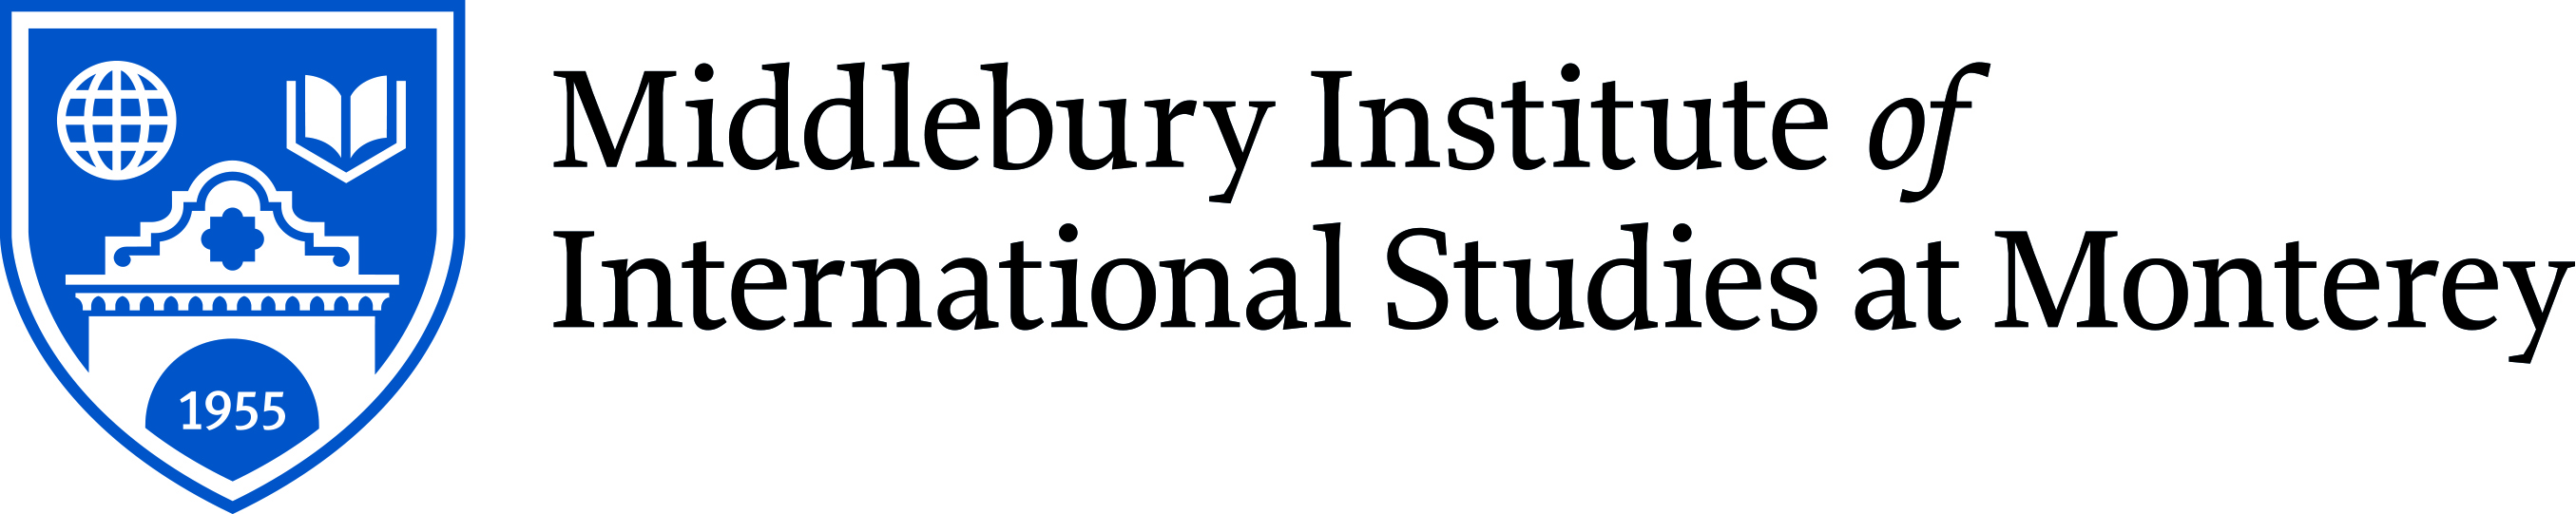 Middlebury Institute of
International Studies at Monterey
1955